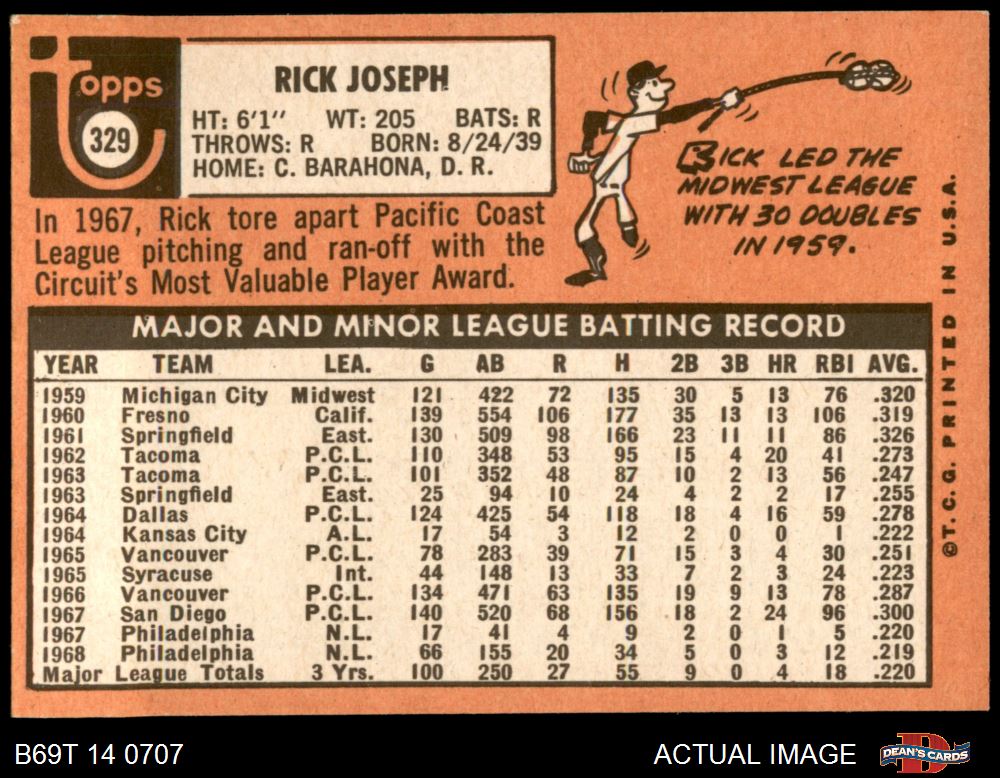 Topps
329
RICK JOSEPH
HT: 6'1" WT: 205 BATS: R
THROWS: R BORN: 8/24/39
HOME: C. BARAHONA, D. R.
In 1967, Rick tore apart Pacific Coast
League pitching and ran-off with the
Circuit's Most Valuable Player Award.
RICK LED THE
MIDWEST LEAGUE
WITH 30 DOUBLES
IN 1959.
MAJOR AND MINOR LEAGUE BATTING RECORD
YEAR TEAM LEA. G AB R H 2B 3B HR RBI AVG.
1959 Michigan City Midwest 121 422 72 135 30 5 13 76 .320
1960 Fresno Calif. 139 554 106 177 35 13 13 106 .319
1961 Springfield East. 130 509 98 166 23 11 11 86 .326
1962 Tacoma P.C.L. 110 348 53 95 15 4 20 41 .273
1963 Tacoma P.C.L. 101 352 48 87 10 2 13 56 .247
1963 Springfield East. 25 94 10 24 4 2 2 17 .255
1964 Dallas P.C.L. 124 425 54 118 18 4 16 59 .278
1964 Kansas City A.L. 17 54 3 12 2 0 0 1 .222
1965 Vancouver P.C.L. 78 283 39 71 15 3 4 30 .251
1965 Syracuse Int. 44 148 13 33 7 2 3 24 .223
1966 Vancouver P.C.L. 134 471 63 135 19 9 13 78 .287
1967 San Diego P.C.L. 140 520 68 156 18 2 24 96 .300
1967 Philadelphia N.L. 17 41 4 9 2 0 1 5 .220
1968 Philadelphia N.L. 66 155 20 34 5 0 3 12 .219
Major League Totals 3 Yrs. 100 250 27 55 9 0 4 18 .220
©T. C. G. PRINTED IN U.S.A.
B69T 14 0707
ACTUAL IMAGE
DEAN'S CARDS